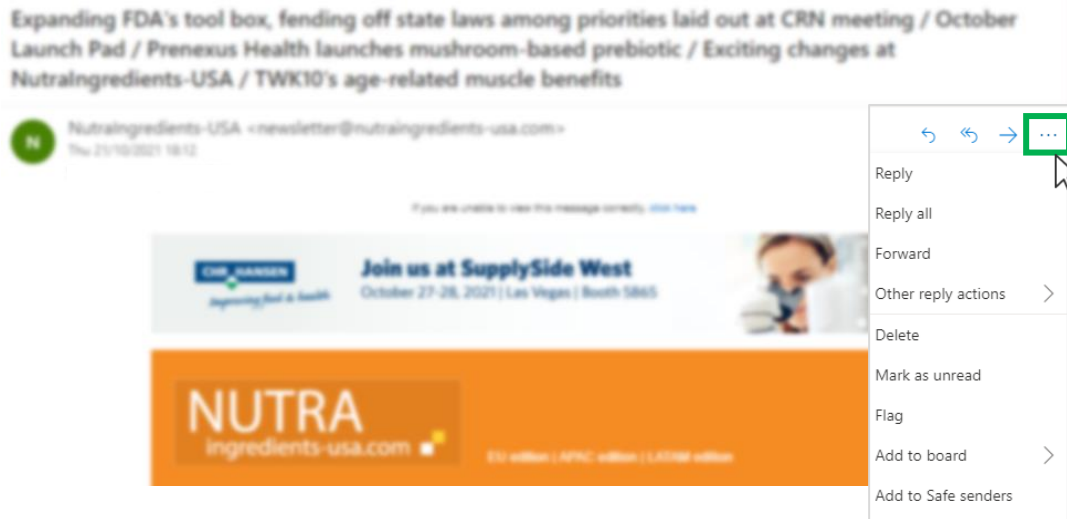 Expanding FDA's tool box, fending off state laws among priorities laid out at CRN meeting / October
Launch Pad / Prenexus Health launches mushroom-based prebiotic / Exciting changes at
NutraIngredients-USA / TWK10's age-related muscle benefits
N
NutraIngredients-USA <newsletter@nutraingredients-usa.com>
Thu 21/10/2021 18:12
If you are unable to view this message correctly, click here
CHR HANSEN
Improving food & health
Join us at SupplySide West
October 27-28, 2021 | Las Vegas | Booth 5865
NUTRA
ingredients-usa.com
EU edition | APAC edition | LATAM edition
...
Reply
Reply all
Forward
Other reply actions
Delete
Mark as unread
Flag
Add to board
Add to Safe senders